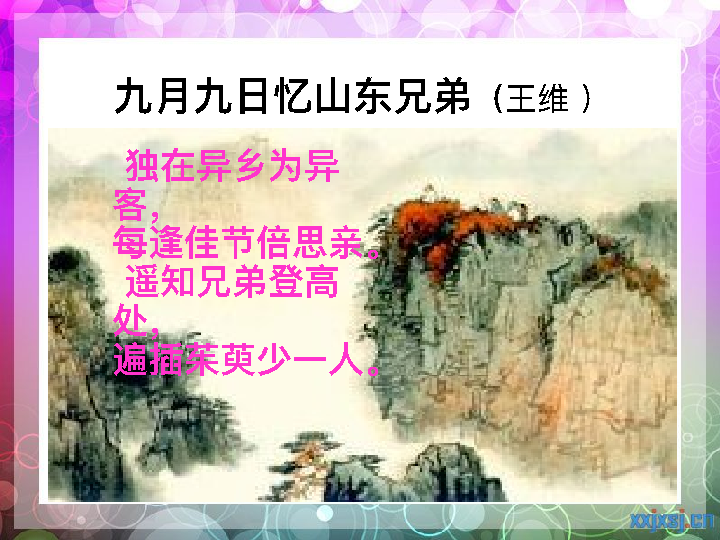 九月九日忆山东兄弟（王维 ）
独在异乡为异
客，
每逢佳节倍思亲。
遥知兄弟登高
处，
遍插茱萸少一人。
xxjxsj.cn